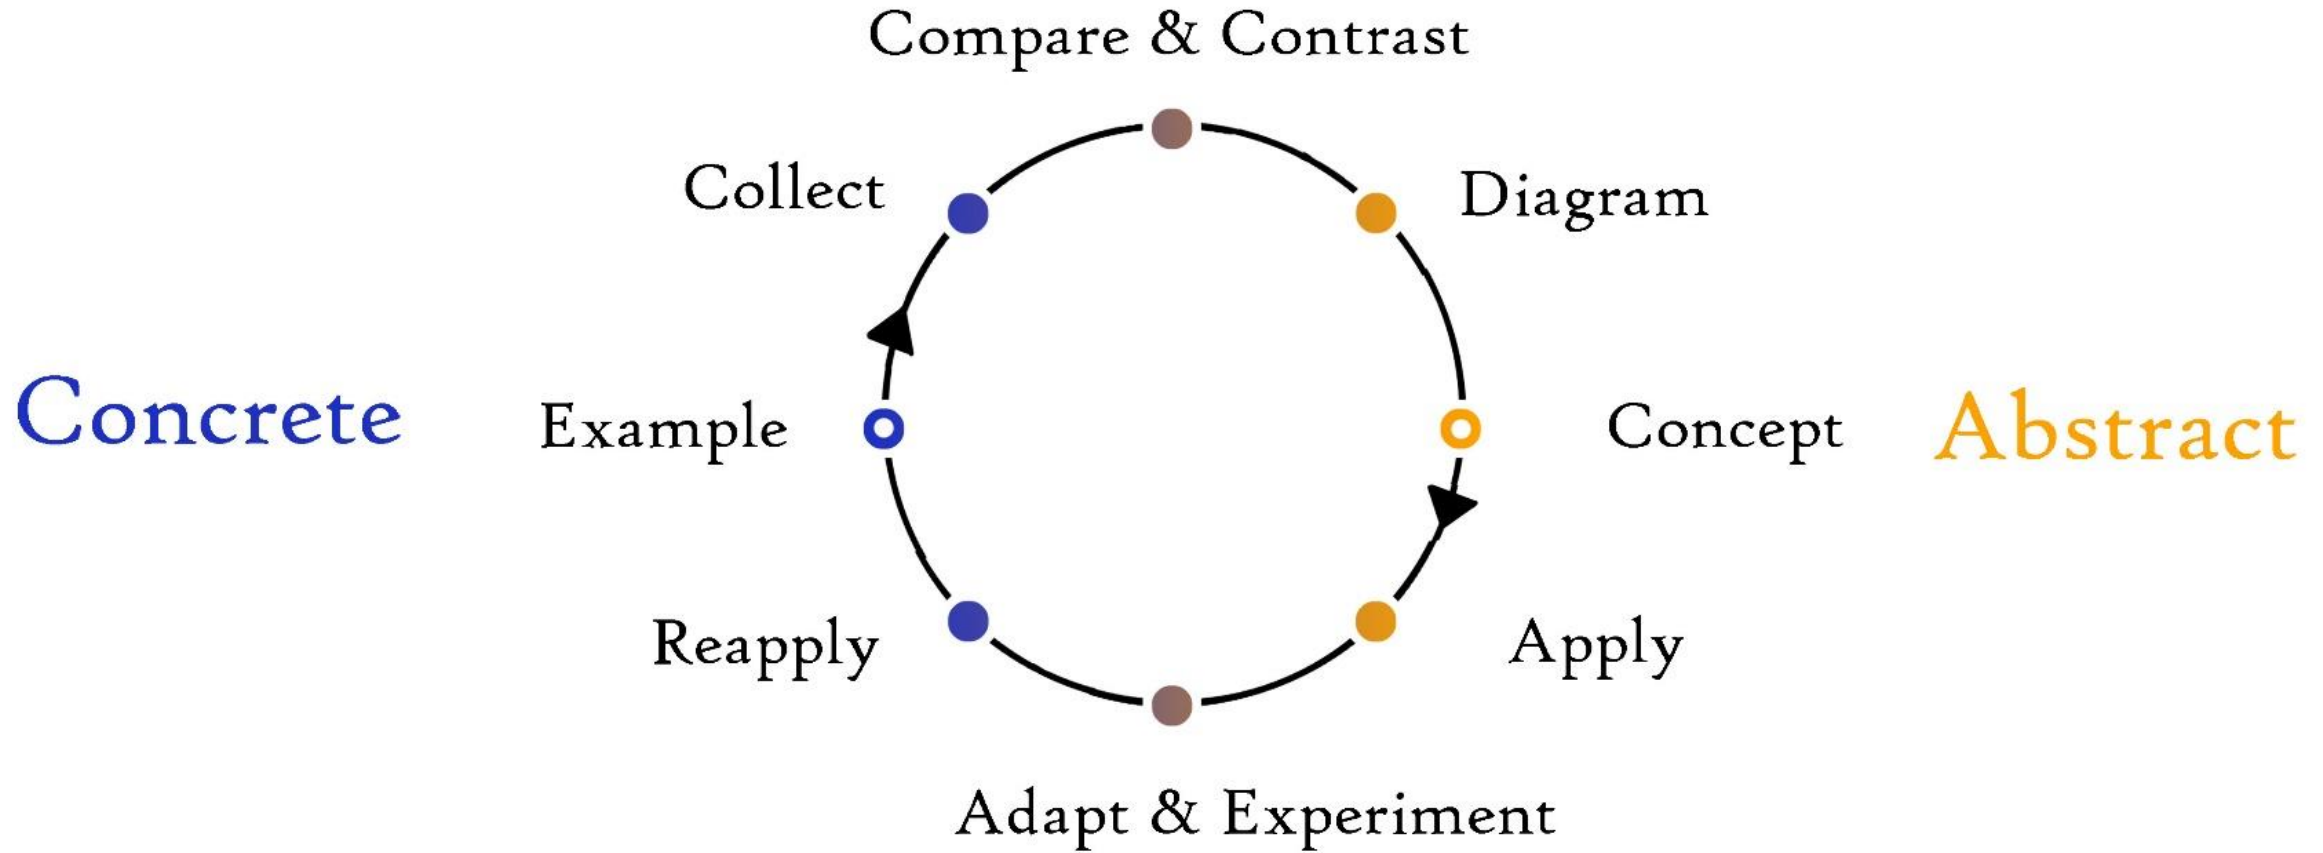 Compare & Contrast
Collect
Diagram
Concrete
Example
Concept
Abstract
Reapply
Apply
Adapt & Experiment